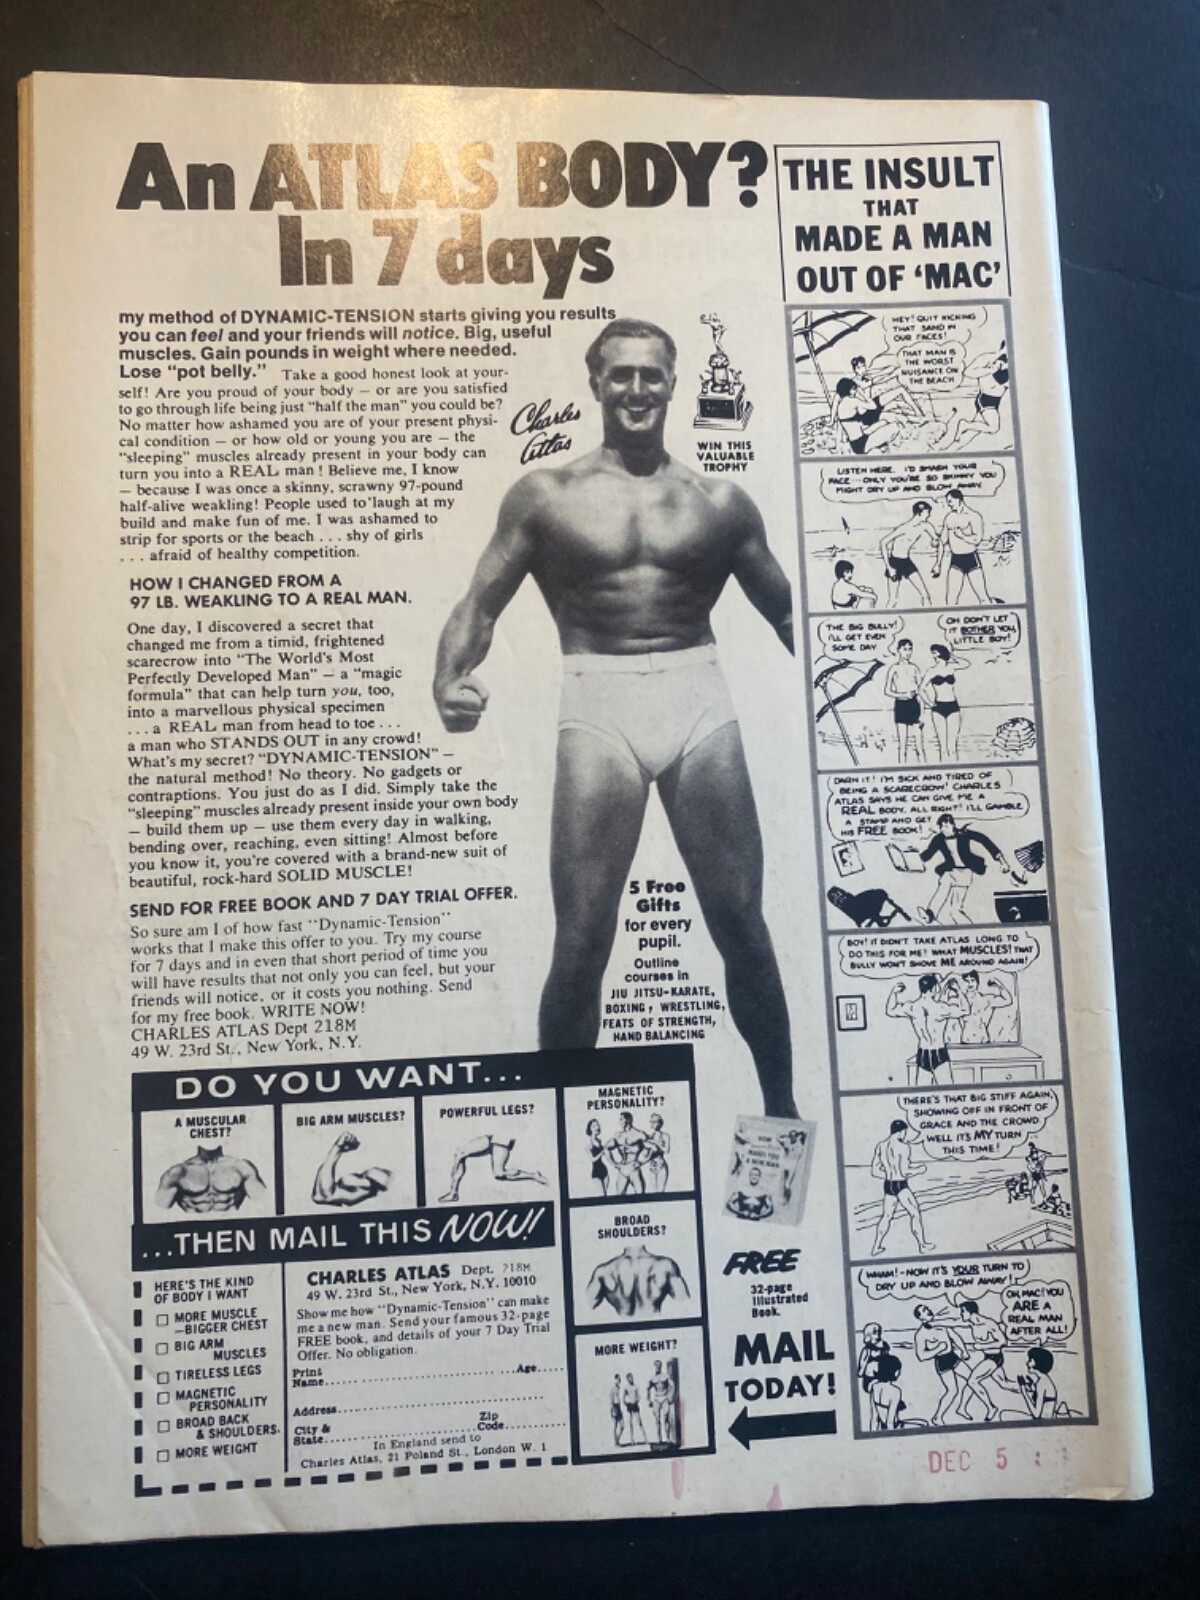 An ATLAS BODY?
In 7 days
my method of DYNAMIC-TENSION starts giving you results
you can feel and your friends will notice. Big, useful
muscles. Gain pounds in weight where needed.
Lose "pot belly." Take a good honest look at your-
self! Are you proud of your body — or are you satisfied
to go through life being just "half the man" you could be?
No matter how ashamed you are of your present physi-
cal condition — or how old or young you are — the
"sleeping" muscles already present in your body can
turn you into a REAL man! Believe me, I know
— because I was once a skinny, scrawny 97-pound
half-alive weakling! People used to laugh at my
build and make fun of me. I was ashamed to
strip for sports or the beach . . . shy of girls
. . . afraid of healthy competition.
HOW I CHANGED FROM A
97 LB. WEAKLING TO A REAL MAN.
One day, I discovered a secret that
changed me from a timid, frightened
scarecrow into "The World's Most
Perfectly Developed Man" — a "magic
formula" that can help turn you, too,
into a marvellous physical specimen
. . . a REAL man from head to toe . . .
a man who STANDS OUT in any crowd!
What's my secret? "DYNAMIC-TENSION" —
the natural method! No theory. No gadgets or
contraptions. You just do as I did. Simply take the
"sleeping" muscles already present inside your own body
— build them up — use them every day in walking,
bending over, reaching, even sitting! Almost before
you know it, you're covered with a brand-new suit of
beautiful, rock-hard SOLID MUSCLE!
SEND FOR FREE BOOK AND 7 DAY TRIAL OFFER.
So sure am I of how fast "Dynamic-Tension"
works that I make this offer to you. Try my course
for 7 days and in even that short period of time you
will have results that not only you can feel, but your
friends will notice, or it costs you nothing. Send
for my free book. WRITE NOW!
CHARLES ATLAS Dept 218M
49 W. 23rd St., New York, N.Y.
Charles
Atlas
WIN THIS
VALUABLE
TROPHY
5 Free
Gifts
for every
pupil.
Outline
courses in
JIU JITSU-KARATE,
BOXING, WRESTLING,
FEATS OF STRENGTH,
HAND BALANCING
DO YOU WANT...
A MUSCULAR
CHEST?
BIG ARM MUSCLES?
POWERFUL LEGS?
MAGNETIC
PERSONALITY?
BROAD
SHOULDERS?
MORE WEIGHT?
...THEN MAIL THIS NOW!
HERE'S THE KIND
OF BODY I WANT
MORE MUSCLE
—BIGGER CHEST
BIG ARM
MUSCLES
TIRELESS LEGS
MAGNETIC
PERSONALITY
BROAD BACK
& SHOULDERS.
MORE WEIGHT
CHARLES ATLAS Dept. 218M
49 W. 23rd St., New York, N.Y. 10010
Show me how "Dynamic-Tension" can make
me a new man. Send your famous 32-page
FREE book, and details of your 7 Day Trial
Offer. No obligation.
Print
Name.............................Age.....
Address....................................
City & Zip
State.........................Code..........
In England send to
Charles Atlas, 21 Poland St., London W. 1
HOW
MAKES YOU
A NEW MAN
FREE
32-page
Illustrated
Book.
MAIL
TODAY!
THE INSULT
THAT
MADE A MAN
OUT OF 'MAC'
HEY! QUIT KICKING
THAT SAND IN
OUR FACES!
THAT MAN IS
THE WORST
NUISANCE ON
THE BEACH
LISTEN HERE. I'D SMASH YOUR
FACE---ONLY YOU'RE SO SKINNY YOU
MIGHT DRY UP AND BLOW AWAY.
THE BIG BULLY!
I'LL GET EVEN
SOME DAY
OH DON'T LET
IT BOTHER YOU,
LITTLE BOY!
DARN IT! I'M SICK AND TIRED OF
BEING A SCARECROW! CHARLES
ATLAS SAYS HE CAN GIVE ME A
REAL BODY. ALL RIGHT! I'LL GAMBLE
A STAMP AND GET
HIS FREE BOOK!
BOY! IT DIDN'T TAKE ATLAS LONG TO
DO THIS FOR ME! WHAT MUSCLES! THAT
BULLY WON'T SHOVE ME AROUND AGAIN!
THERE'S THAT BIG STIFF AGAIN,
SHOWING OFF IN FRONT OF
GRACE AND THE CROWD.
WELL IT'S MY TURN
THIS TIME!
WHAM!-NOW IT'S YOUR TURN TO
DRY UP AND BLOW AWAY!
OH, MAC! YOU
ARE A
REAL MAN
AFTER ALL!
DEC 5